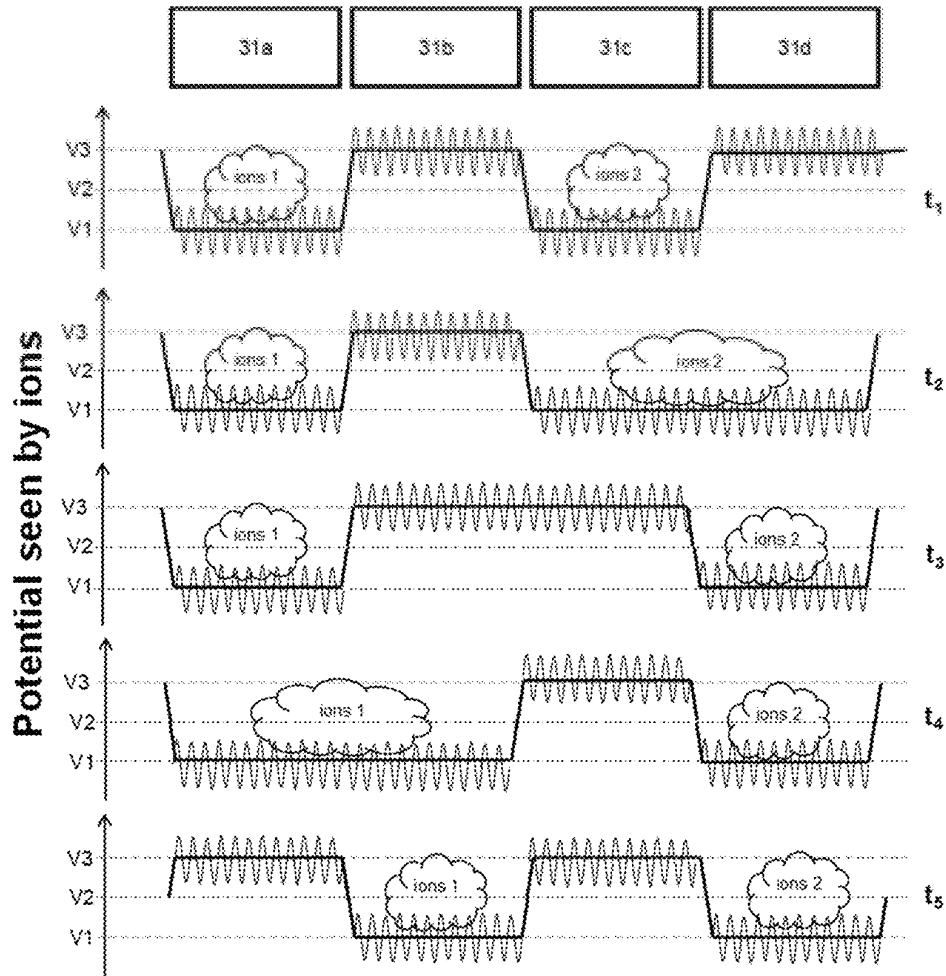 31a 31b 31c 31d
Potential seen by ions
V3
ions 1 ions 2
V2
V1
t1
V3
ions 1 ions 2
V2
V1
t2
V3
ions 1 ions 2
V2
V1
t3
V3
ions 1 ions 2
V2
V1
t4
V3
ions 1 ions 2
V2
V1
t5